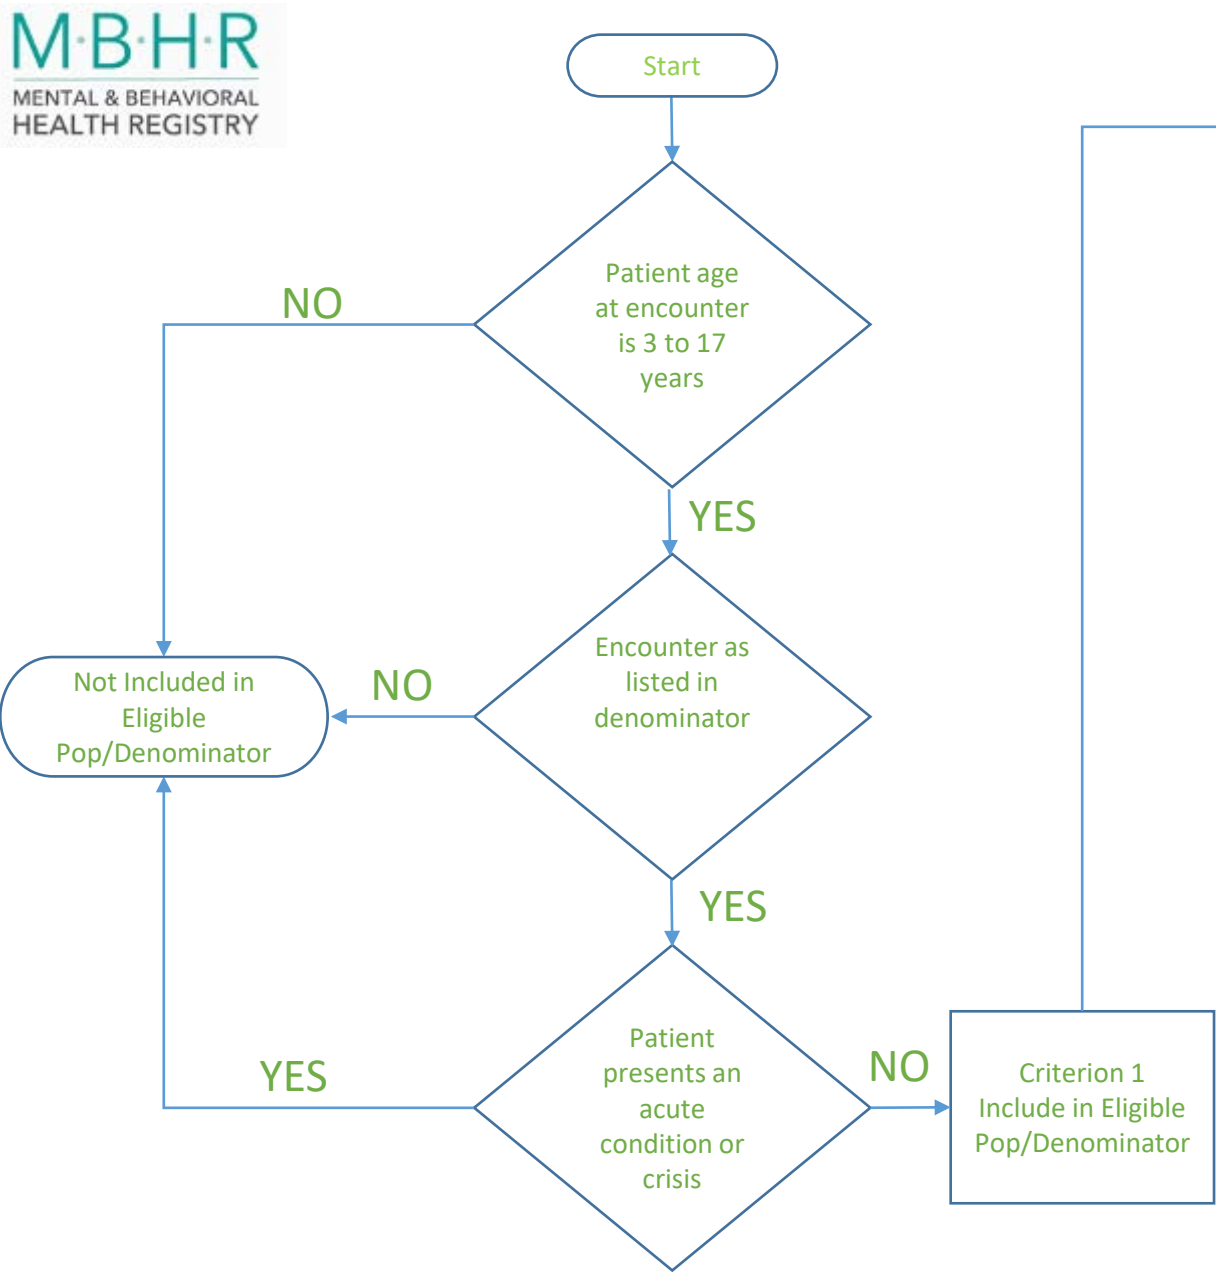 M·B·H·R
MENTAL & BEHAVIORAL
HEALTH REGISTRY
Start
Patient age
at encounter
is 3 to 17
years
NO
YES
Encounter as
listed in
denominator
NO
Not Included in
Eligible
Pop/Denominator
YES
Patient
presents an
acute
condition or
crisis
YES
NO
Criterion 1
Include in Eligible
Pop/Denominator